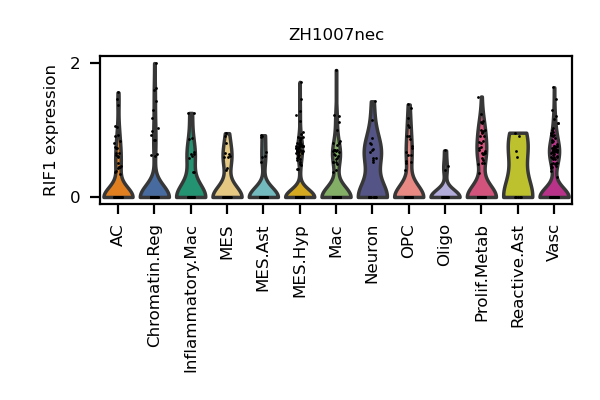 ZH1007nec
RIF1 expression
2
0
AC
Chromatin.Reg
Inflammatory.Mac
MES
MES.Ast
MES.Hyp
Mac
Neuron
OPC
Oligo
Prolif.Metab
Reactive.Ast
Vasc